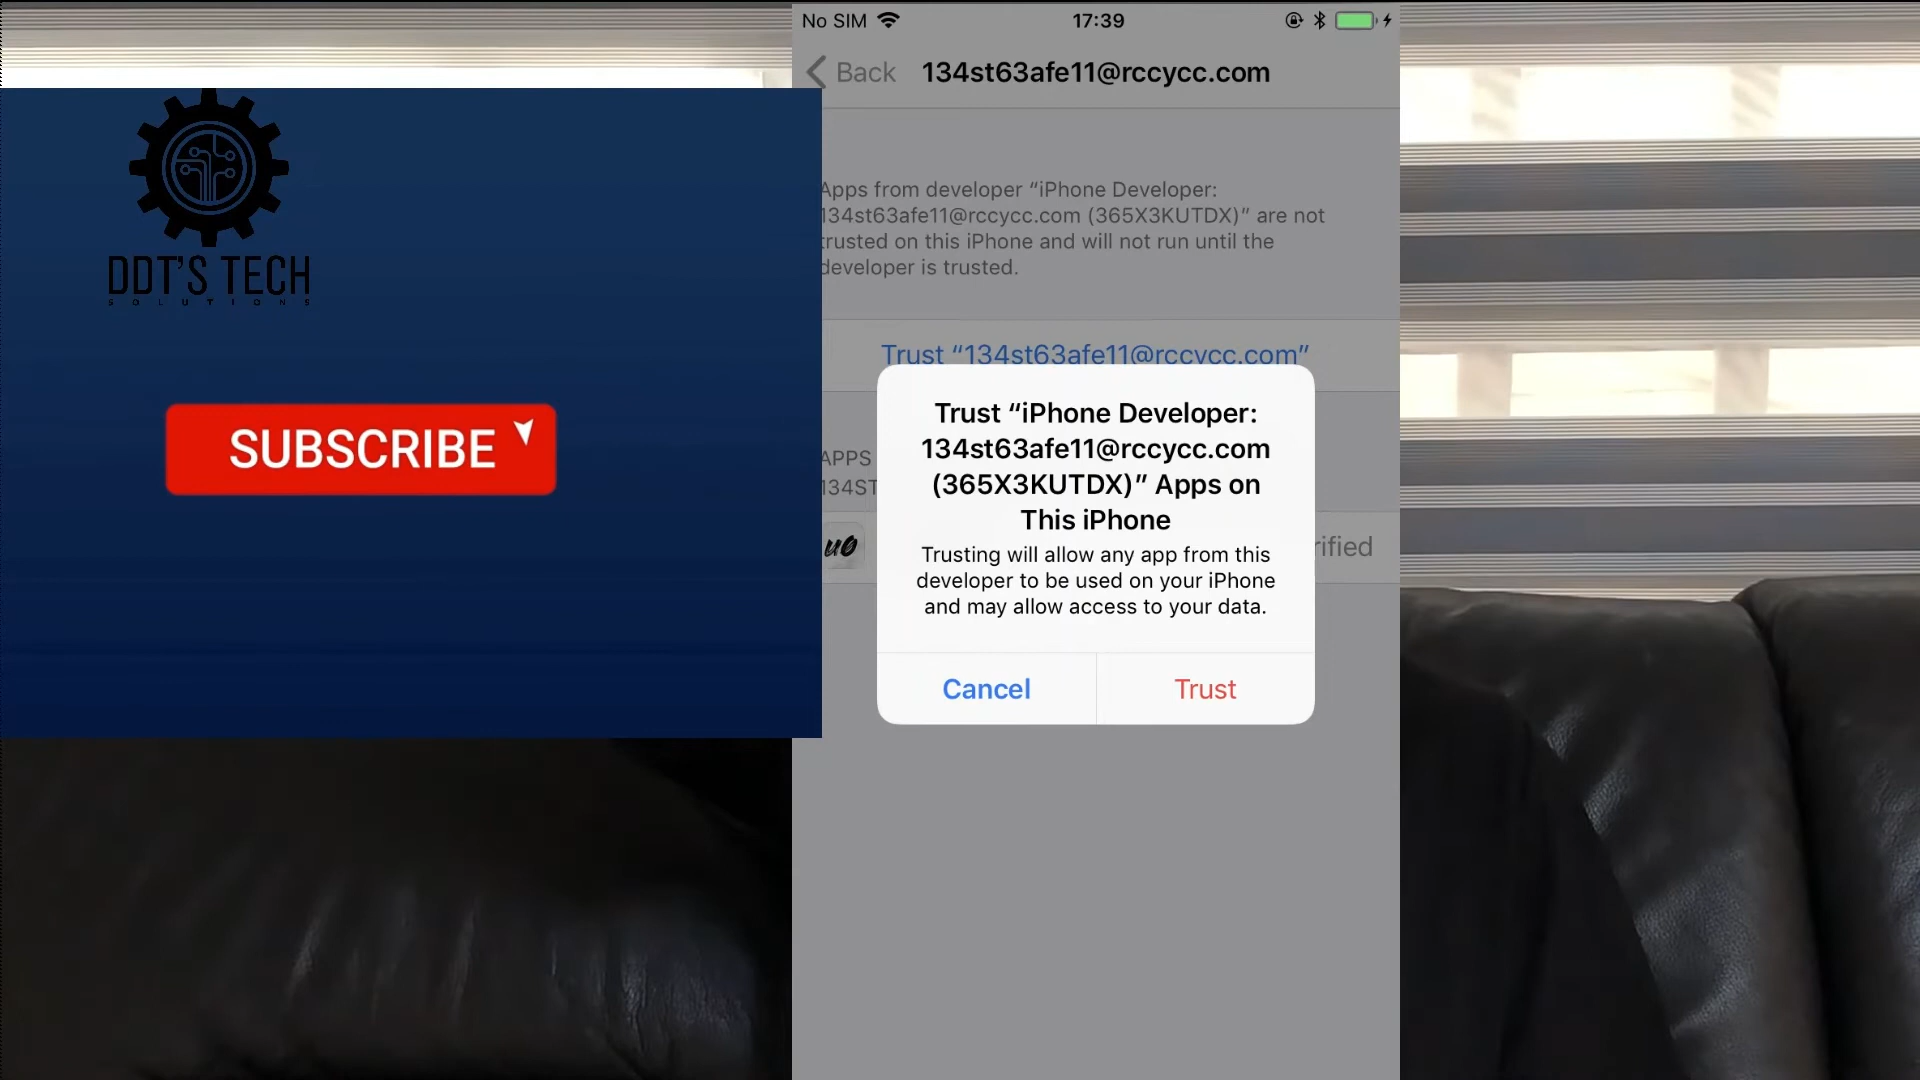 No SIM
17:39
Back
134st63afe11@rccycc.com
Apps from developer “iPhone Developer:
134st63afe11@rccycc.com (365X3KUTDX)” are not
trusted on this iPhone and will not run until the
developer is trusted.
Trust “134st63afe11@rccycc.com”
Trust “iPhone Developer:
134st63afe11@rccycc.com
(365X3KUTDX)” Apps on
This iPhone
Trusting will allow any app from this
developer to be used on your iPhone
and may allow access to your data.
Cancel
Trust
APPS
134ST
u0
rified
DDT'S TECH
SOLUTIONS
SUBSCRIBE